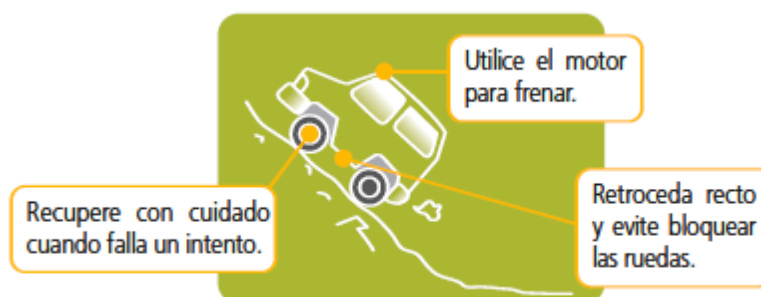 Utilice el motor
para frenar.
Recupere con cuidado
cuando falla un intento.
Retroceda recto
y evite bloquear
las ruedas.